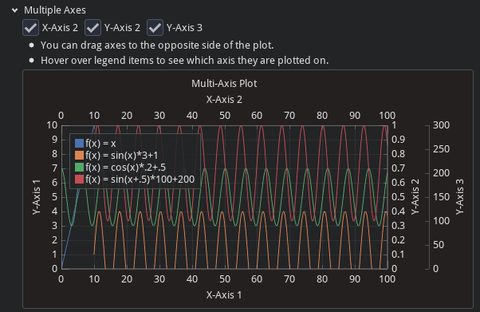 Multiple Axes
X-Axis 2 Y-Axis 2 Y-Axis 3
You can drag axes to the opposite side of the plot.
Hover over legend items to see which axis they are plotted on.
Multi-Axis Plot
X-Axis 2
0 10 20 30 40 50 60 70 80 90 100
10 1 300
9 0.9
8 0.8 250
7 0.7
6 0.6 200
5 0.5 150
4 0.4
3 0.3 100
2 0.2
1 0.1 50
0 0 0
Y-Axis 1
f(x) = x
f(x) = sin(x)*3+1
f(x) = cos(x)*.2+.5
f(x) = sin(x+.5)*100+200
Y-Axis 2
Y-Axis 3
0 10 20 30 40 50 60 70 80 90 100
X-Axis 1